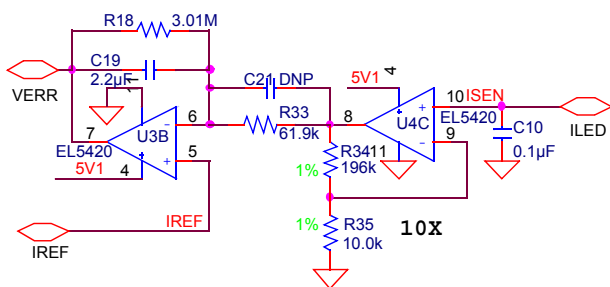 R18 3.01M
C19
2.2µF
VERR
11
C21 DNP
5V1
4
10
ISEN
ILED
6
R33
61.9k
8
U4C
EL5420
9
C10
0.1µF
7
U3B
EL5420
5
R34
196k
11
1%
5V1
4
R35
10.0k
1%
10X
IREF
IREF
+
-
-
+